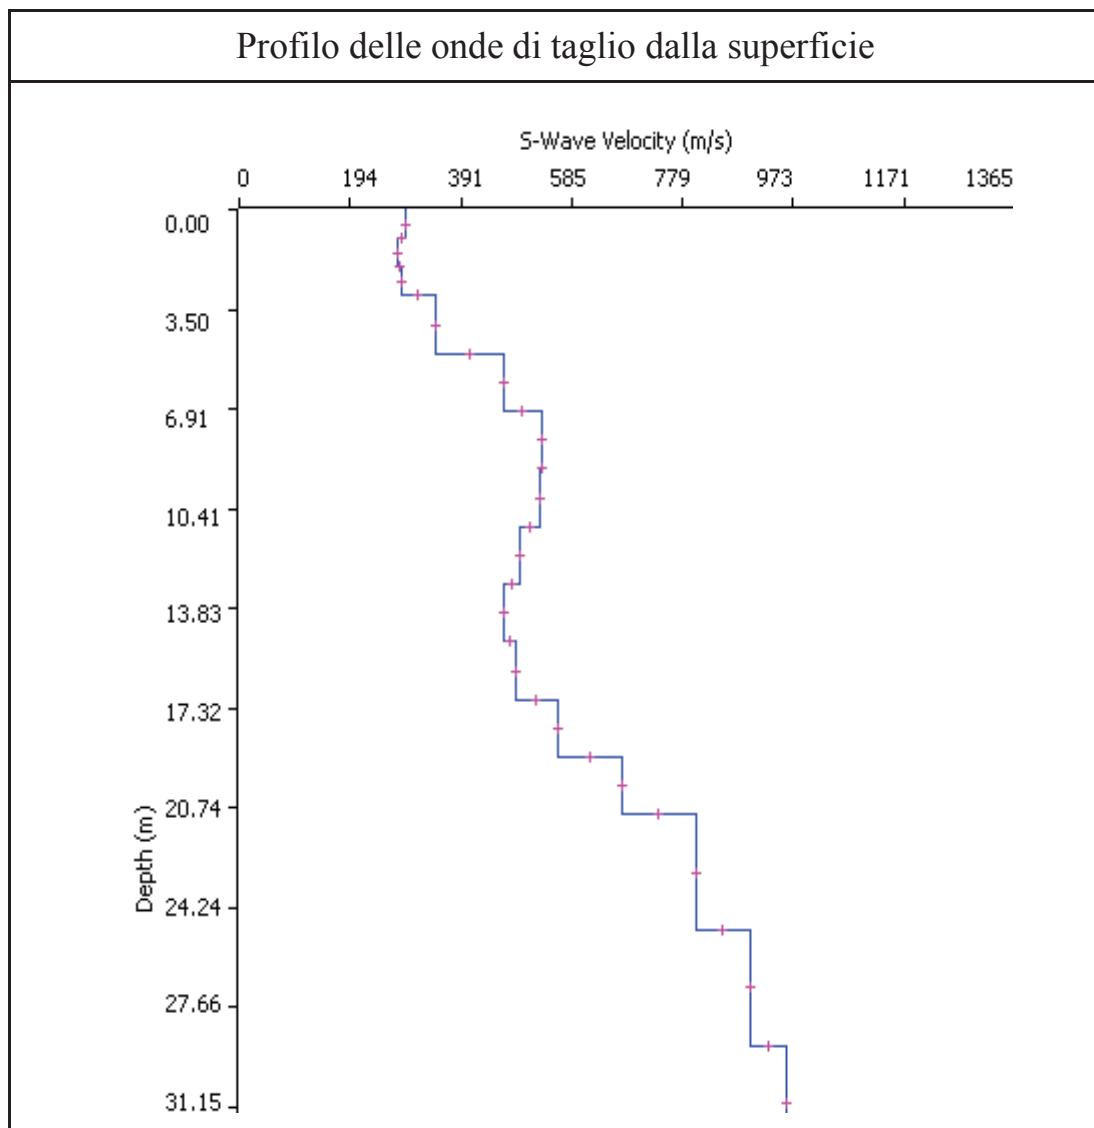 Profilo delle onde di taglio dalla superficie
S-Wave Velocity (m/s)
0 194 391 585 779 973 1171 1365
0.00
3.50
6.91
10.41
13.83
17.32
20.74
24.24
27.66
31.15
Depth (m)